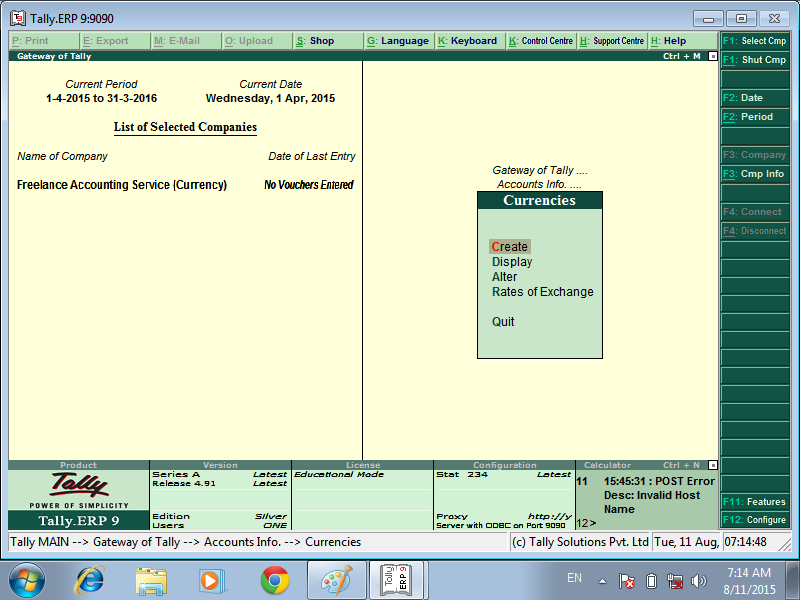 Tally.ERP 9:9090
P: Print E: Export M: E-Mail O: Upload S: Shop G: Language K: Keyboard K: Control Centre H: Support Centre H: Help
F1: Select Cmp
Gateway of Tally Ctrl + M
F1: Shut Cmp
Current Period Current Date
1-4-2015 to 31-3-2016 Wednesday, 1 Apr, 2015
F2: Date
F2: Period
List of Selected Companies
Name of Company Date of Last Entry
F3: Company
Gateway of Tally ....
F3: Cmp Info
Freelance Accounting Service (Currency) No Vouchers Entered
Accounts Info. ....
Currencies
F4: Connect
F4: Disconnect
Create
Display
Alter
Rates of Exchange
Quit
Product Version License Configuration Calculator Ctrl + N
Tally
POWER OF SIMPLICITY
Tally.ERP 9
Series A Latest
Release 4.91 Latest
Edition Silver
Users ONE
Educational Mode
Stat 234 Latest
Proxy http://y
Server with ODBC on Port 9090
11 15:45:31 : POST Error
Desc: Invalid Host
Name
12>
F11: Features
F12: Configure
Tally MAIN --> Gateway of Tally --> Accounts Info. --> Currencies (c) Tally Solutions Pvt. Ltd Tue, 11 Aug, 07:14:48
Tally
ERP 9
EN
7:14 AM
8/11/2015